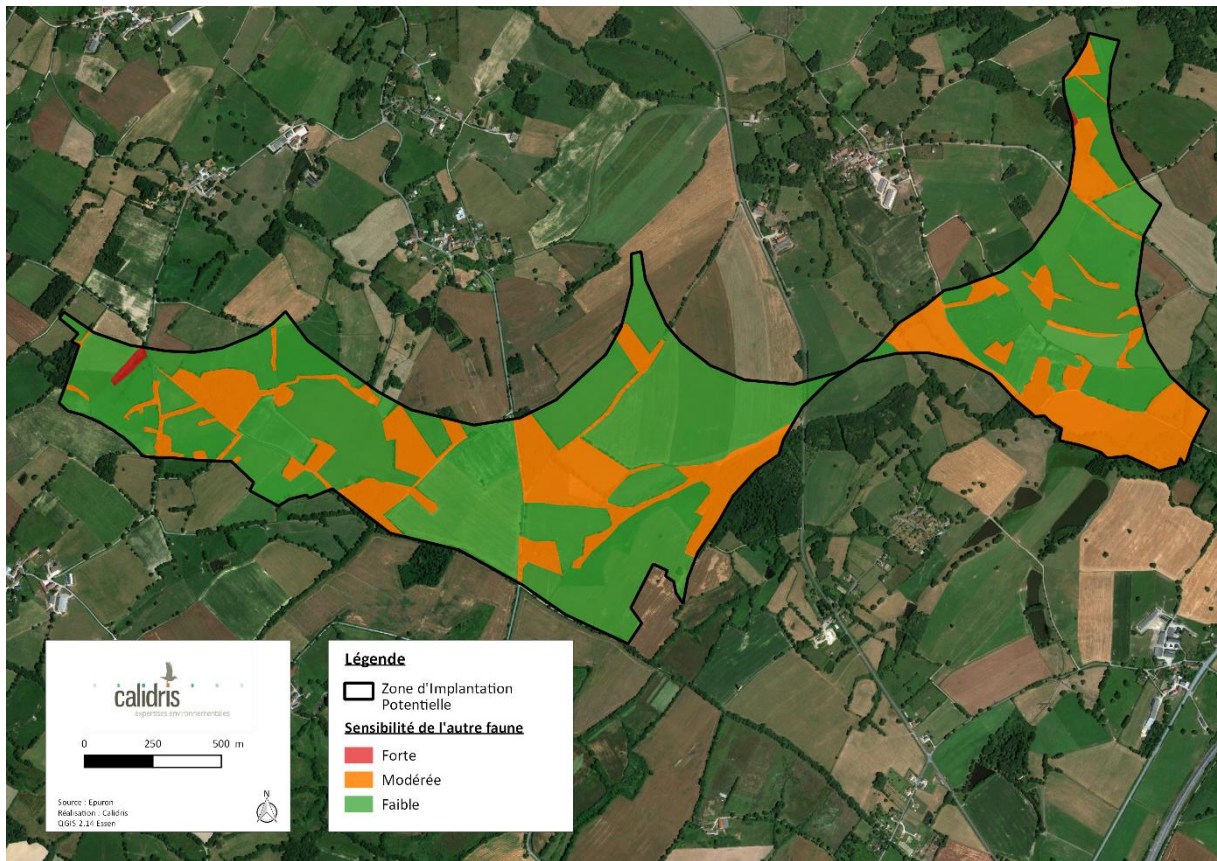 calidris
expertises environnementales
0 250 500 m
Source : Epuron
Réalisation : Calidris
QGIS 2.14 Essen
N
Légende
Zone d'Implantation
Potentielle
Sensibilité de l'autre faune
Forte
Modérée
Faible